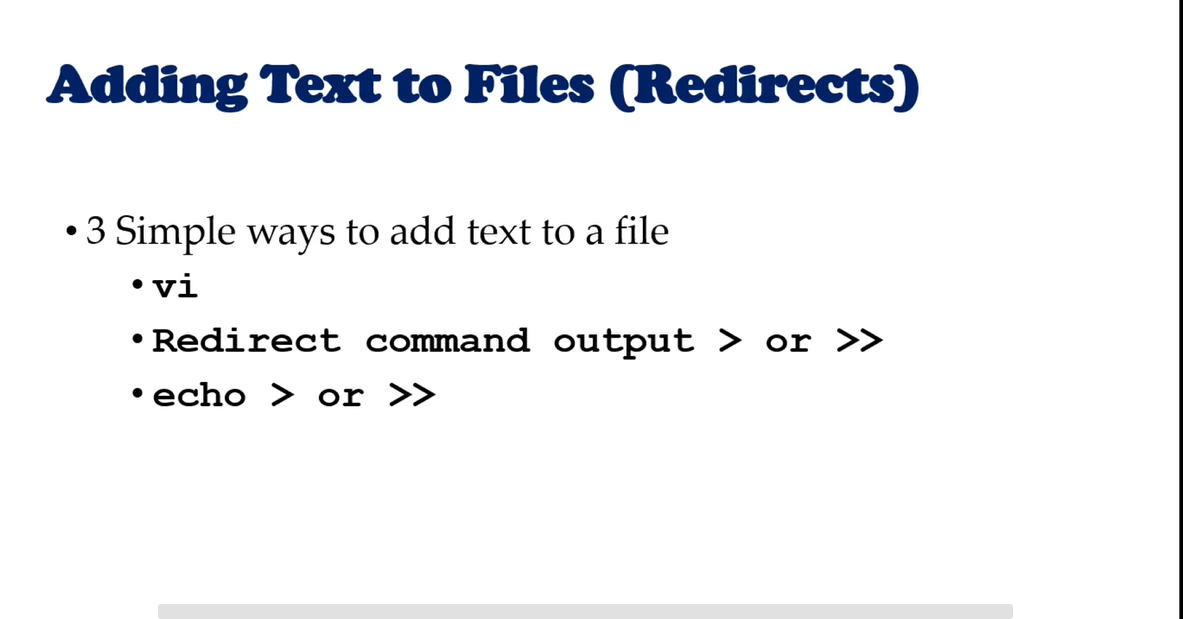 Adding Text to Files (Redirects)
• 3 Simple ways to add text to a file
• vi
• Redirect command output > or >>
• echo > or >>